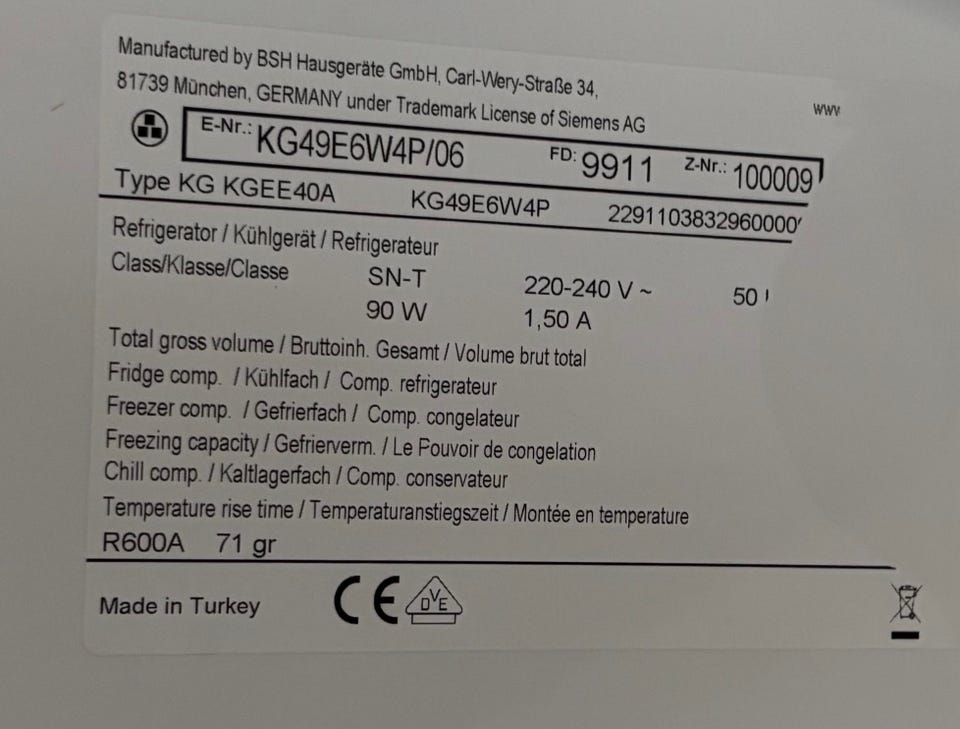 Manufactured by BSH Hausgeräte GmbH, Carl-Wery-Straße 34,
81739 München, GERMANY under Trademark License of Siemens AG
E-Nr.: KG49E6W4P/06 FD: 9911 Z-Nr.: 100009
Type KG KGEE40A KG49E6W4P 2291103832960000
Refrigerator / Kühlgerät / Refrigerateur
Class/Klasse/Classe SN-T 220-240 V ~ 50
90 W 1,50 A
Total gross volume / Bruttoinh. Gesamt / Volume brut total
Fridge comp. / Kühlfach / Comp. refrigerateur
Freezer comp. / Gefrierfach / Comp. congelateur
Freezing capacity / Gefrierverm. / Le Pouvoir de congelation
Chill comp. / Kaltlagerfach / Comp. conservateur
Temperature rise time / Temperaturanstiegszeit / Montée en temperature
R600A 71 gr
Made in Turkey CE DVE